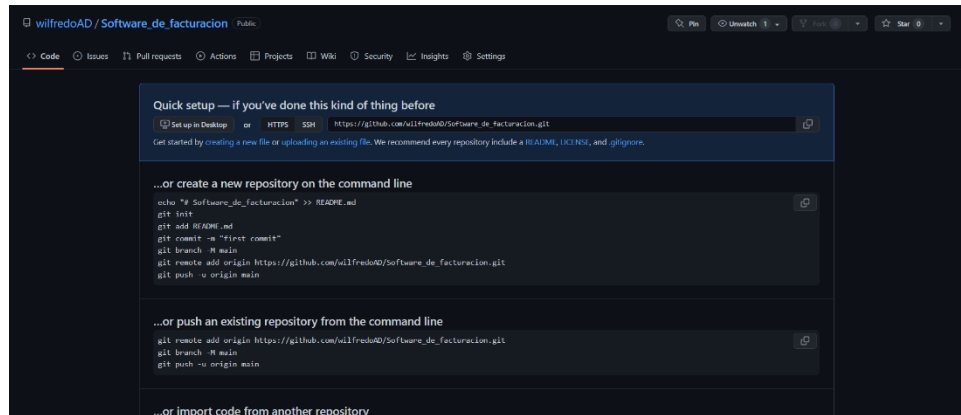 wilfredoAD / Software_de_facturacion Public
Pin Unwatch 1 Fork 0 Star 0
<> Code Issues Pull requests Actions Projects Wiki Security Insights Settings
Quick setup — if you've done this kind of thing before
Set up in Desktop or HTTPS SSH https://github.com/wilfredoAD/Software_de_facturacion.git
Get started by creating a new file or uploading an existing file. We recommend every repository include a README, LICENSE, and .gitignore.
...or create a new repository on the command line
echo "# Software_de_facturacion" >> README.md
git init
git add README.md
git commit -m "first commit"
git branch -M main
git remote add origin https://github.com/wilfredoAD/Software_de_facturacion.git
git push -u origin main
...or push an existing repository from the command line
git remote add origin https://github.com/wilfredoAD/Software_de_facturacion.git
git branch -M main
git push -u origin main
...or import code from another repository